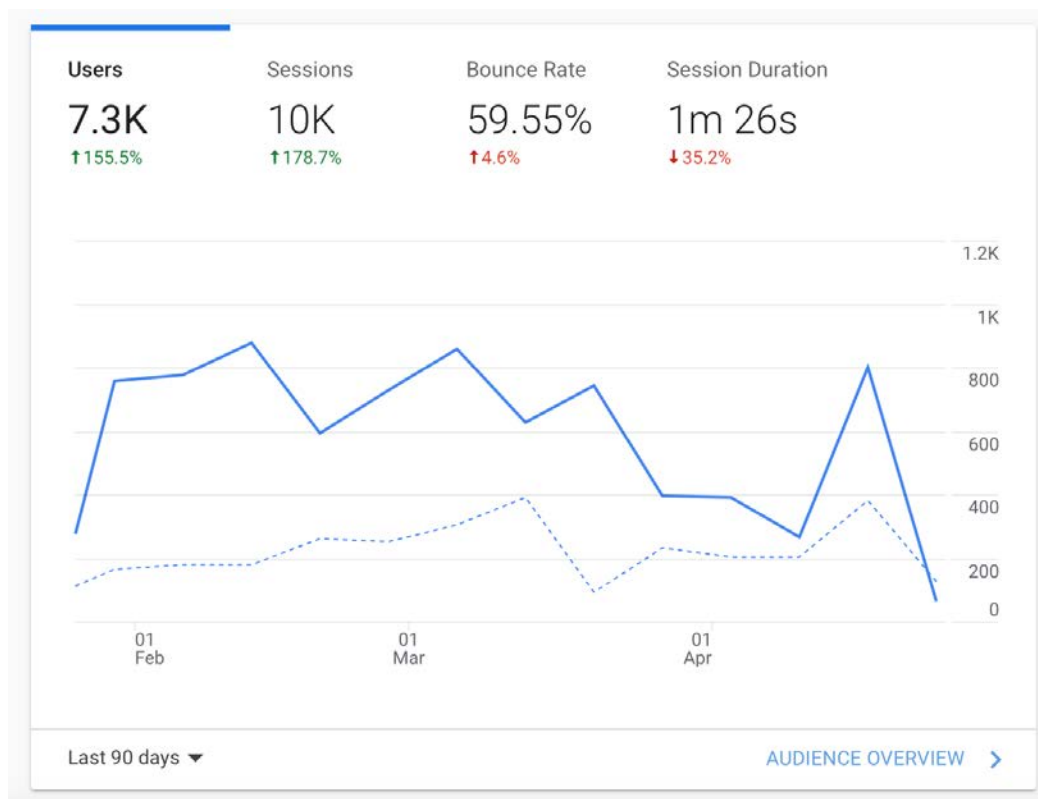 Users Sessions Bounce Rate Session Duration
7.3K 10K 59.55% 1m 26s
↑155.5% ↑178.7% ↑4.6% ↓35.2%
1.2K
1K
800
600
400
200
0
01 01 01
Feb Mar Apr
Last 90 days AUDIENCE OVERVIEW